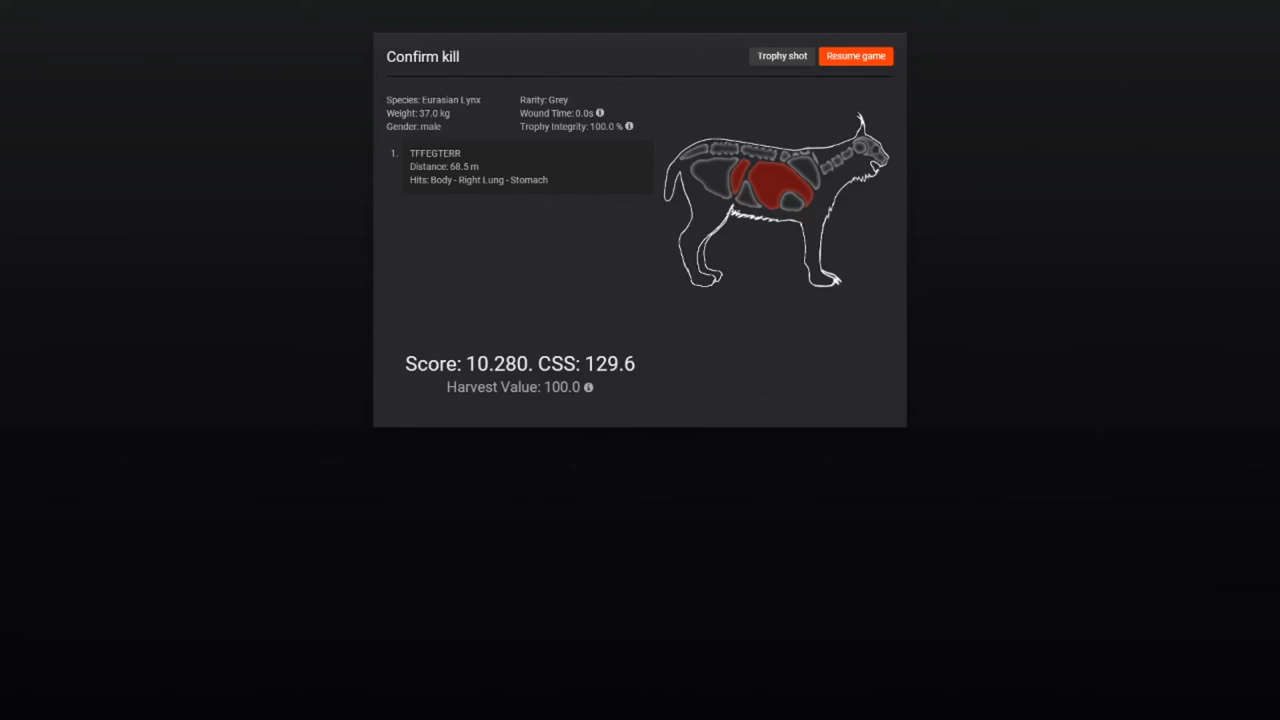 Confirm kill
Trophy shot
Resume game
Species: Eurasian Lynx
Weight: 37.0 kg
Gender: male
Rarity: Grey
Wound Time: 0.0s
Trophy Integrity: 100.0 %
1. TFFEGTERR
Distance: 68.5 m
Hits: Body - Right Lung - Stomach
Score: 10.280. CSS: 129.6
Harvest Value: 100.0